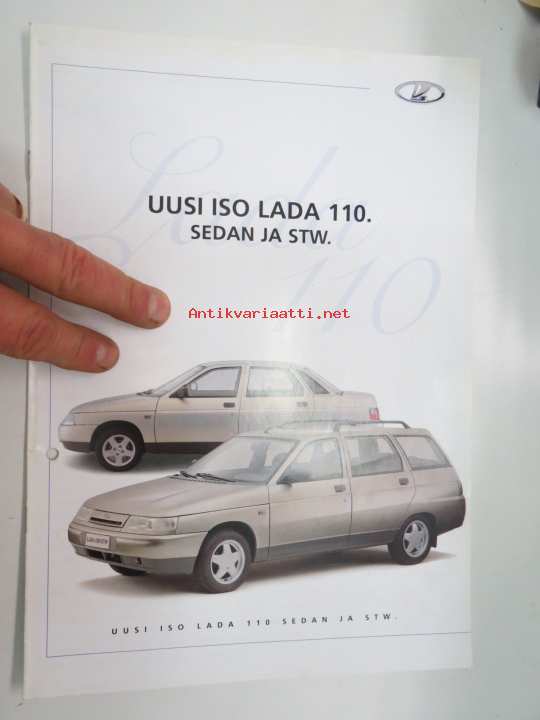 Lada
UUSI ISO LADA 110.
SEDAN JA STW.
110
Antikvariaatti.net
UUSI ISO LADA 110 SEDAN JA STW.